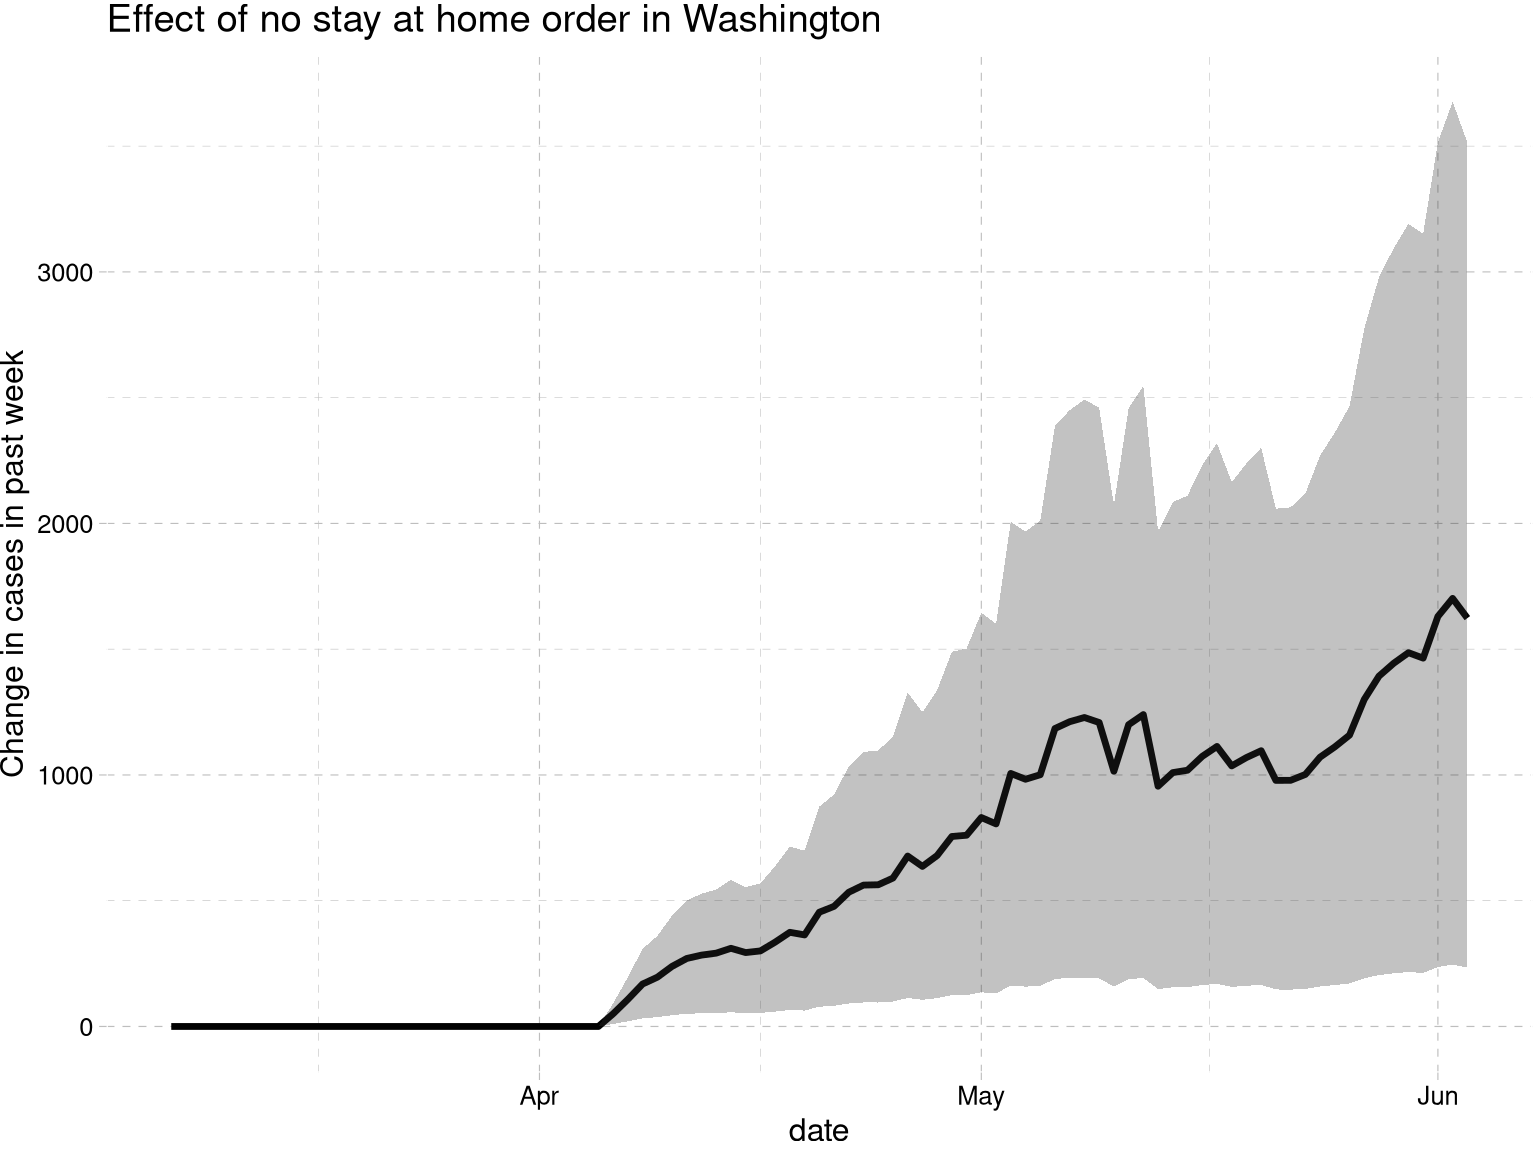 Effect of no stay at home order in Washington
Change in cases in past week
3000
2000
1000
0
Apr
May
Jun
date